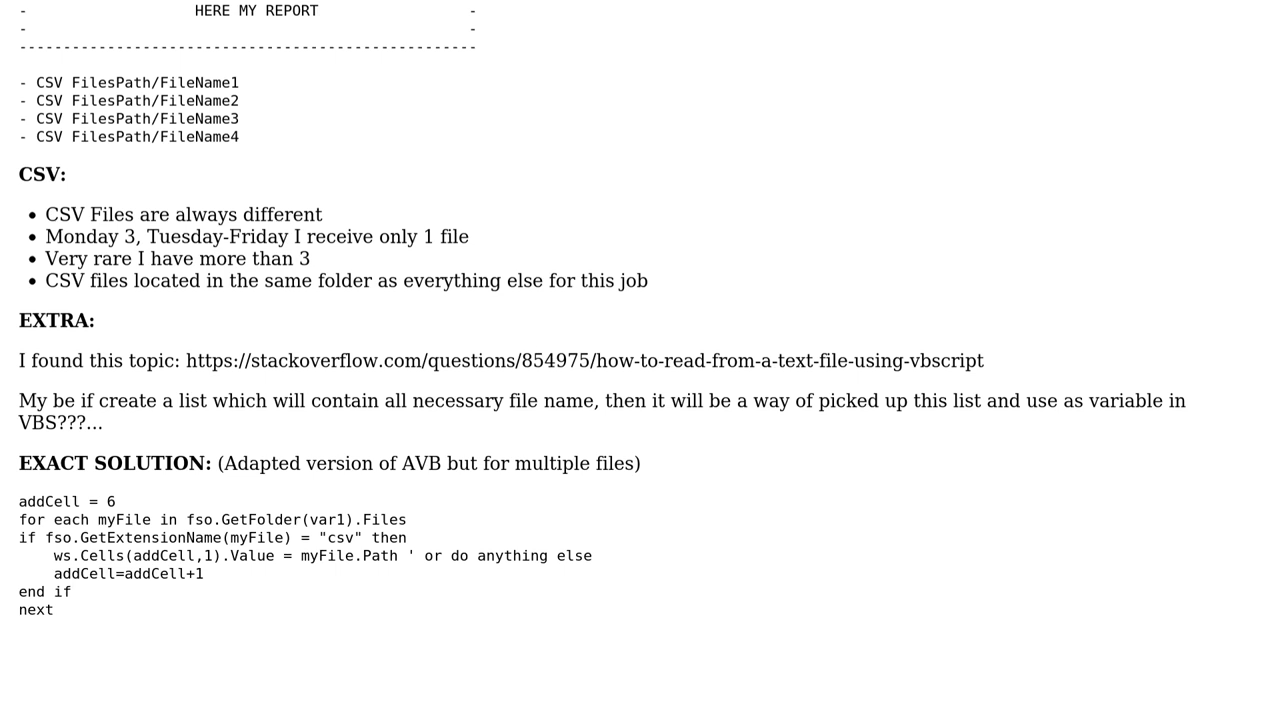 -                   HERE MY REPORT                 -
-                                                  -
----------------------------------------------------
- CSV FilesPath/FileName1
- CSV FilesPath/FileName2
- CSV FilesPath/FileName3
- CSV FilesPath/FileName4
CSV:
• CSV Files are always different
• Monday 3, Tuesday-Friday I receive only 1 file
• Very rare I have more than 3
• CSV files located in the same folder as everything else for this job
EXTRA:
I found this topic: https://stackoverflow.com/questions/854975/how-to-read-from-a-text-file-using-vbscript
My be if create a list which will contain all necessary file name, then it will be a way of picked up this list and use as variable in
VBS???...
EXACT SOLUTION: (Adapted version of AVB but for multiple files)
addCell = 6
for each myFile in fso.GetFolder(var1).Files
if fso.GetExtensionName(myFile) = "csv" then
    ws.Cells(addCell,1).Value = myFile.Path ' or do anything else
    addCell=addCell+1
end if
next